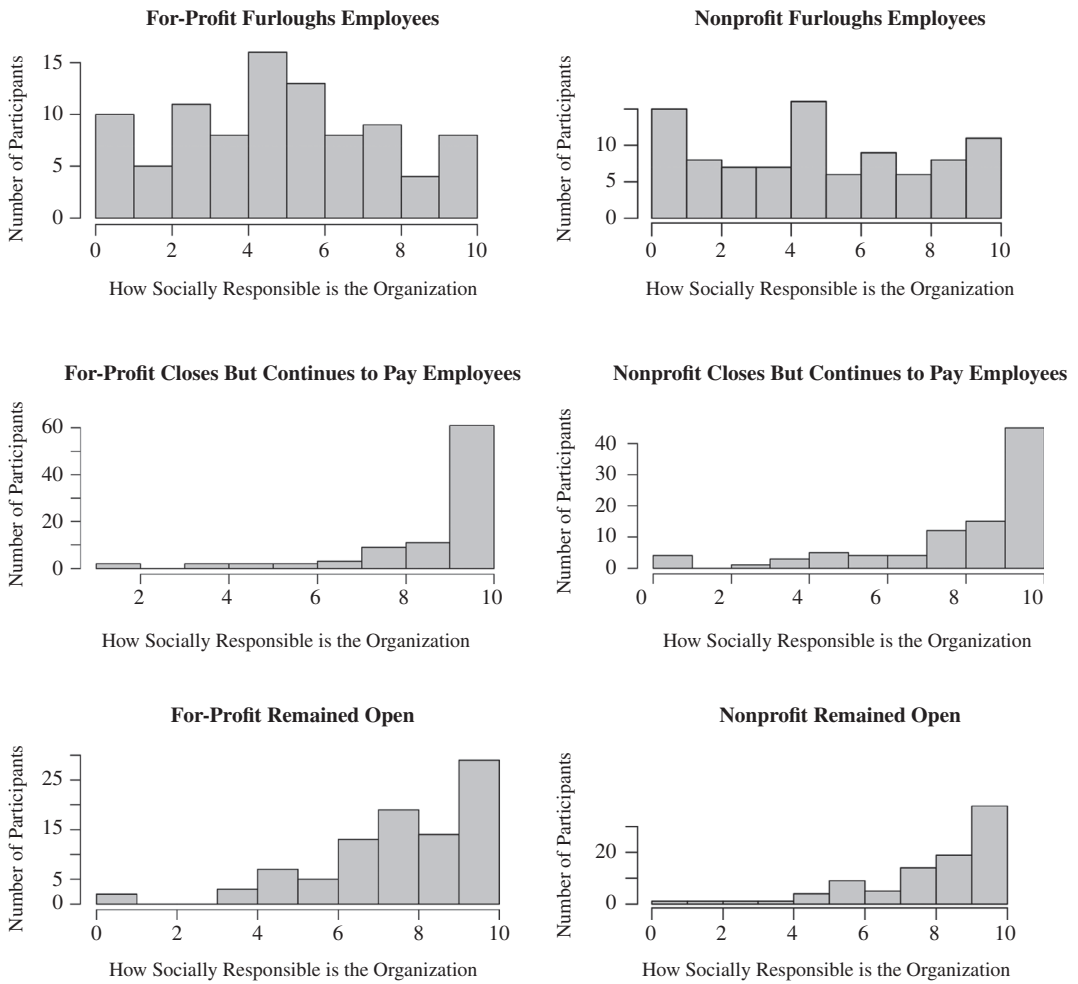 For-Profit Furloughs Employees
Number of Participants
15
10
5
0
0 2 4 6 8 10
How Socially Responsible is the Organization
Nonprofit Furloughs Employees
Number of Participants
10
5
0
0 2 4 6 8 10
How Socially Responsible is the Organization
For-Profit Closes But Continues to Pay Employees
Number of Participants
60
40
20
0
2 4 6 8 10
How Socially Responsible is the Organization
Nonprofit Closes But Continues to Pay Employees
Number of Participants
40
30
20
10
0
0 2 4 6 8 10
How Socially Responsible is the Organization
For-Profit Remained Open
Number of Participants
25
15
5
0
0 2 4 6 8 10
How Socially Responsible is the Organization
Nonprofit Remained Open
Number of Participants
20
0
0 2 4 6 8 10
How Socially Responsible is the Organization